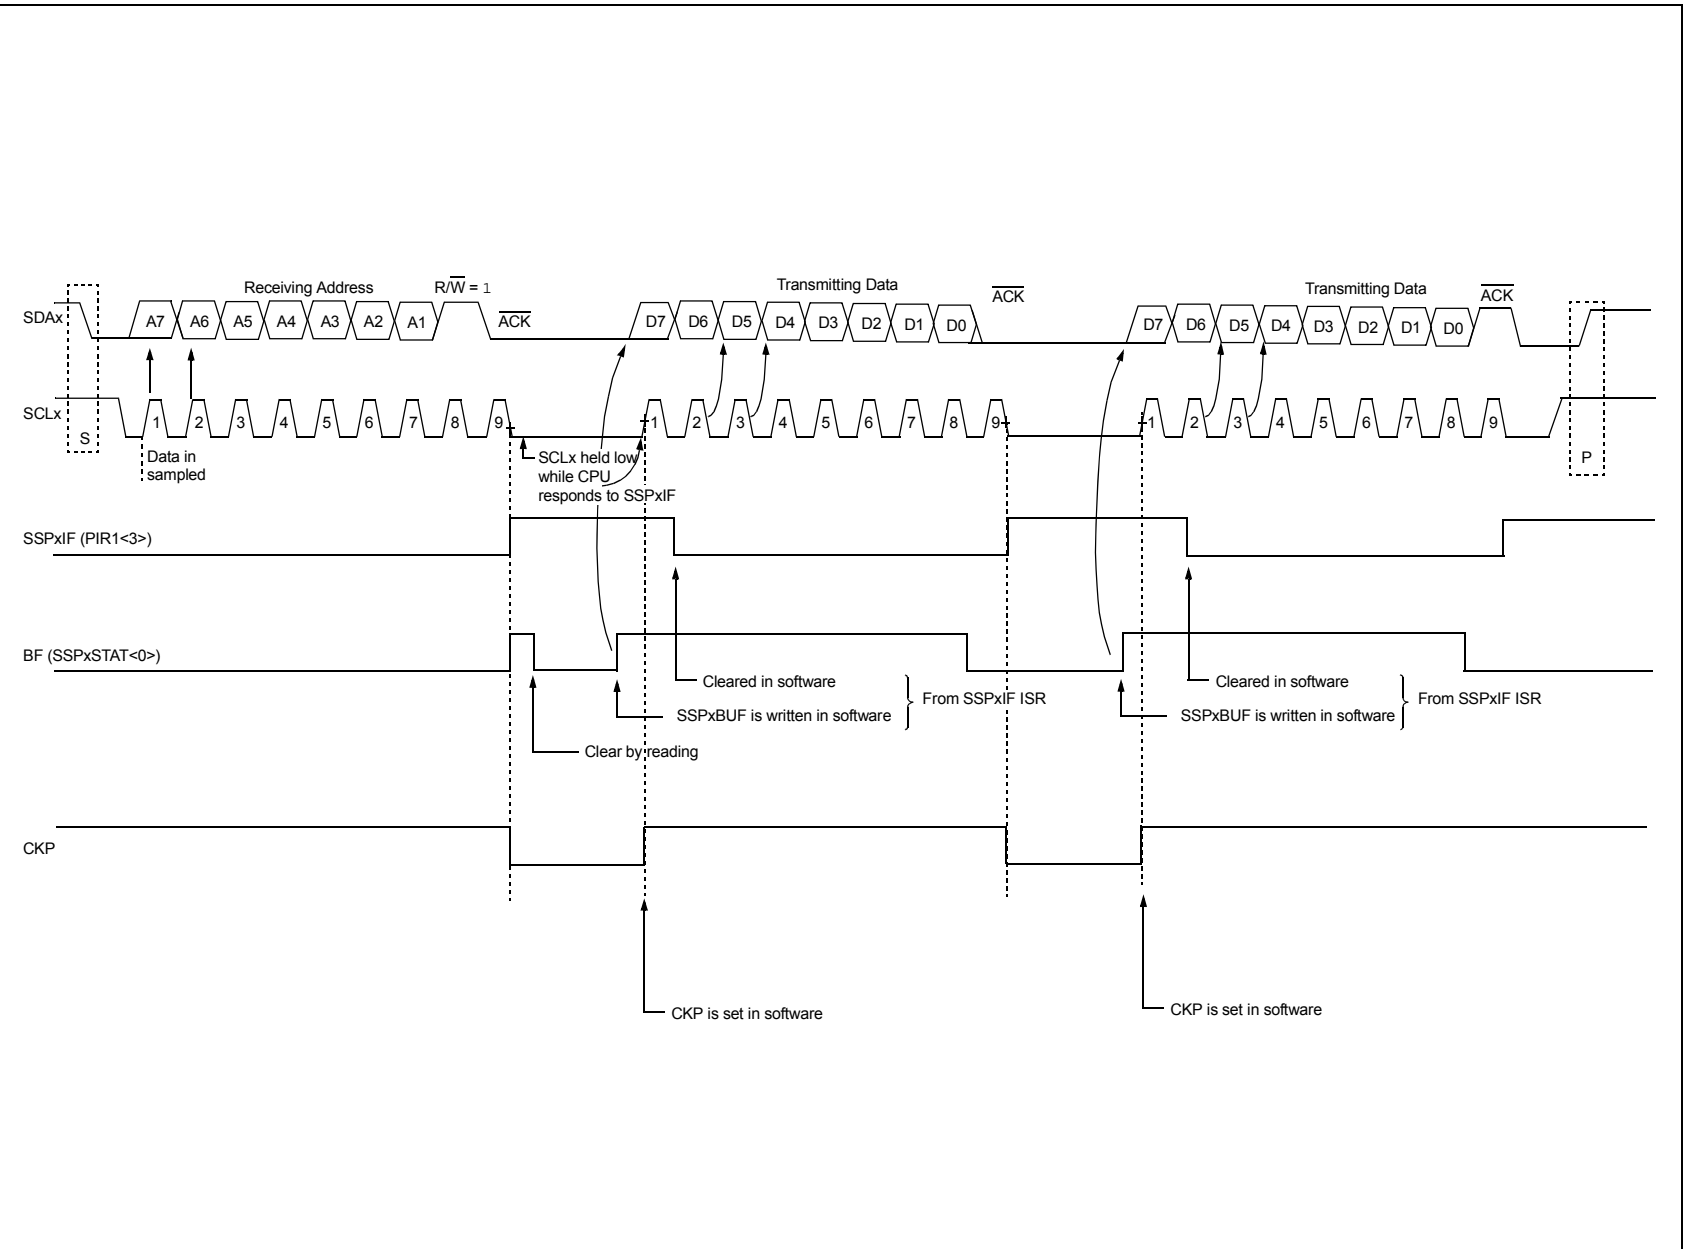 Receiving Address R/W = 1
Transmitting Data
Transmitting Data
SDAx A7 A6 A5 A4 A3 A2 A1 ACK D7 D6 D5 D4 D3 D2 D1 D0 ACK D7 D6 D5 D4 D3 D2 D1 D0 ACK
SCLx S 1 2 3 4 5 6 7 8 9 1 2 3 4 5 6 7 8 9 1 2 3 4 5 6 7 8 9 P
Data in
sampled
SCLx held low
while CPU
responds to SSPxIF
SSPxIF (PIR1<3>)
BF (SSPxSTAT<0>)
Cleared in software
SSPxBUF is written in software
From SSPxIF ISR
Clear by reading
Cleared in software
SSPxBUF is written in software
From SSPxIF ISR
CKP
CKP is set in software
CKP is set in software